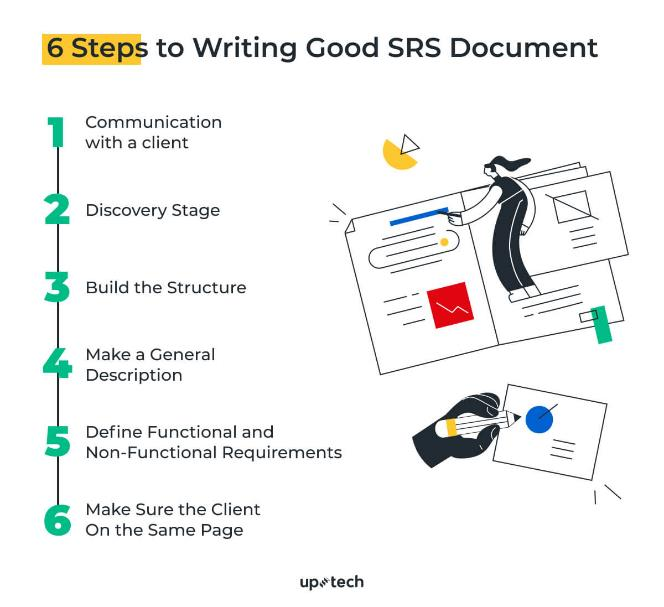 6 Steps to Writing Good SRS Document
1
Communication
with a client
2
Discovery Stage
3
Build the Structure
4
Make a General
Description
5
Define Functional and
Non-Functional Requirements
6
Make Sure the Client
On the Same Page
uptech